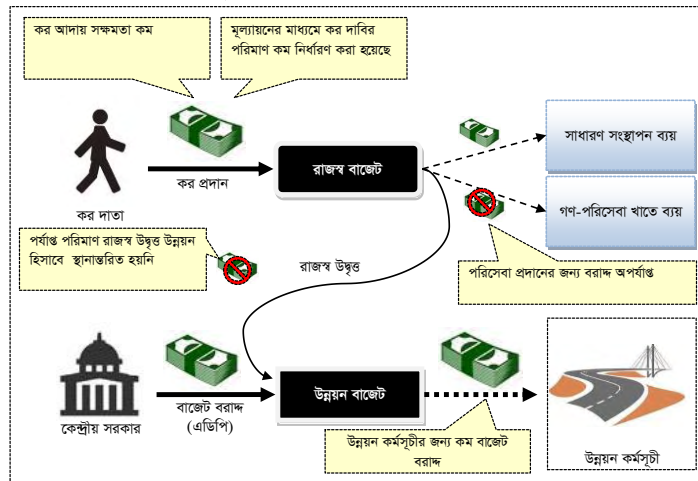 কর আদায় সক্ষমতা কম
মূল্যায়নের মাধ্যমে কর দাবির
পরিমাণ কম নির্ধারণ করা হয়েছে
সাধারণ সংস্থাপন ব্যয়
কর প্রদান
রাজস্ব বাজেট
কর দাতা
গণ-পরিসেবা খাতে ব্যয়
পর্যাপ্ত পরিমাণ রাজস্ব উদ্বৃত্ত উন্নয়ন
হিসাবে স্থানান্তরিত হয়নি
রাজস্ব উদ্বৃত্ত
পরিসেবা প্রদানের জন্য বরাদ্দ অপর্যাপ্ত
কেন্দ্রীয় সরকার
বাজেট বরাদ্দ
(এডিপি)
উন্নয়ন বাজেট
উন্নয়ন কর্মসূচীর জন্য কম বাজেট
বরাদ্দ
উন্নয়ন কর্মসূচী